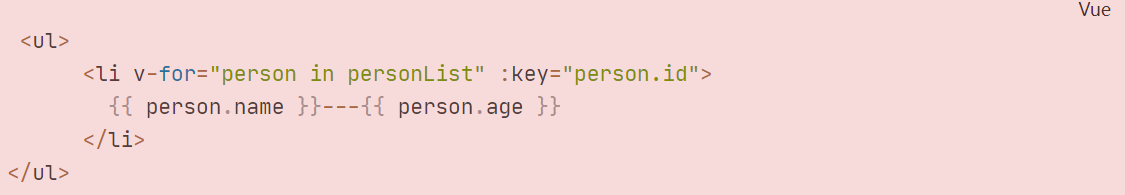 Vue
<ul>
<li v-for="person in personList" :key="person.id">
{{ person.name }}---{{ person.age }}
</li>
</ul>